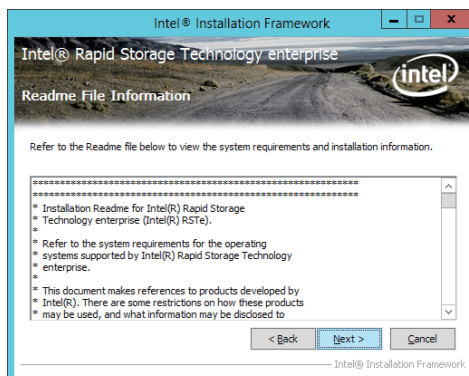 Intel® Installation Framework
Intel® Rapid Storage Technology enterprise
(intel)
Readme File Information
Refer to the Readme file below to view the system requirements and installation information.
************************************************************
************************************************************
* Installation Readme for Intel(R) Rapid Storage
* Technology enterprise (Intel(R) RSTe).
*
* Refer to the system requirements for the operating
* systems supported by Intel(R) Rapid Storage Technology
* enterprise.
*
* This document makes references to products developed by
* Intel(R). There are some restrictions on how these products
* may be used, and what information may be disclosed to
< Back
Next >
Cancel
Intel® Installation Framework